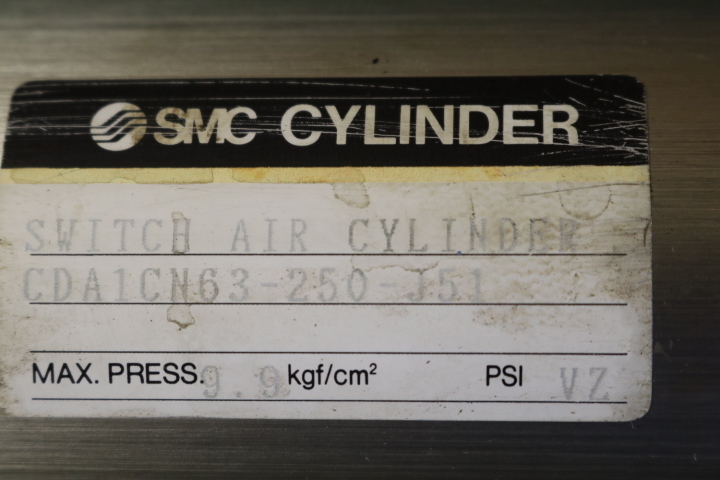 SMC CYLINDER
SWITCH AIR CYLINDER
CDA1CN63-250-J51
MAX. PRESS. 9.9 kgf/cm² PSI VZ